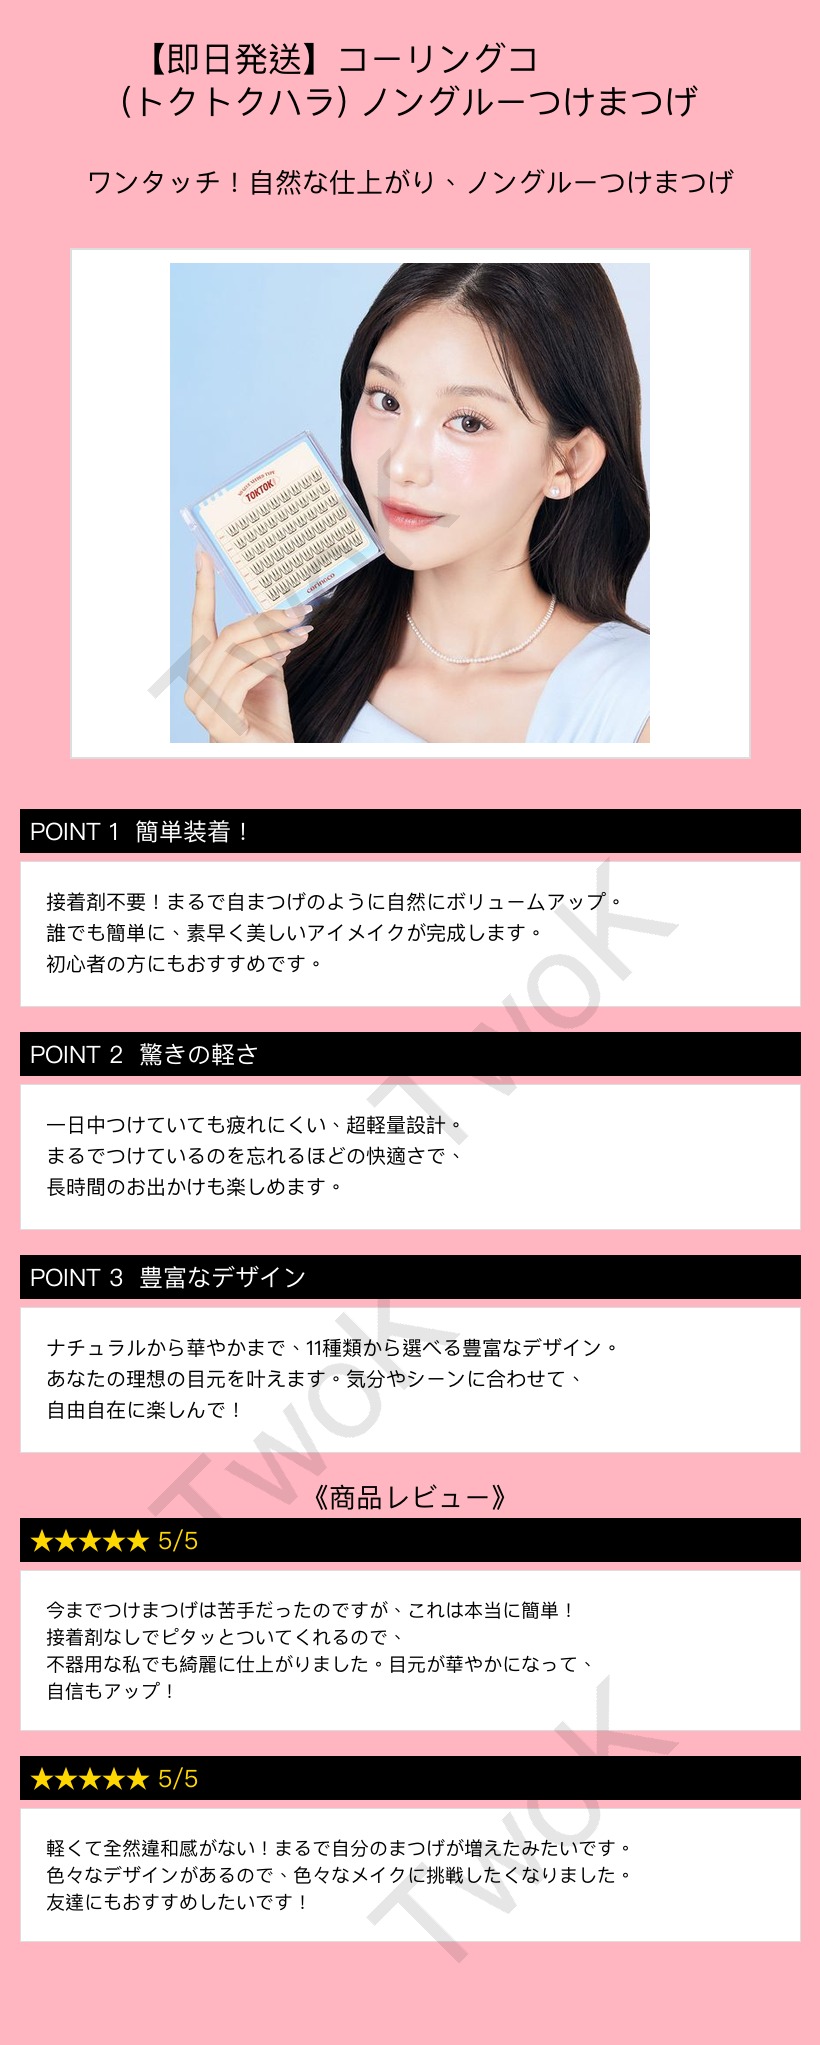 【即日発送】コーリングコ
(トクトクハラ) ノングルーつけまつげ
ワンタッチ！自然な仕上がり、ノングルーつけまつげ
TOKTOK
coringco
TwoK
POINT 1 簡単装着！
接着剤不要！まるで自まつげのように自然にボリュームアップ。
誰でも簡単に、素早く美しいアイメイクが完成します。
初心者の方にもおすすめです。
TwoK
POINT 2 驚きの軽さ
一日中つけていても疲れにくい、超軽量設計。
まるでつけているのを忘れるほどの快適さで、
長時間のお出かけも楽しめます。
POINT 3 豊富なデザイン
ナチュラルから華やかまで、11種類から選べる豊富なデザイン。
あなたの理想の目元を叶えます。気分やシーンに合わせて、
自由自在に楽しんで！
TwoK
《商品レビュー》
★★★★★ 5/5
今までつけまつげは苦手だったのですが、これは本当に簡単！
接着剤なしでピタッとついてくれるので、
不器用な私でも綺麗に仕上がりました。目元が華やかになって、
自信もアップ！
★★★★★ 5/5
軽くて全然違和感がない！まるで自分のまつげが増えたみたいです。
色々なデザインがあるので、色々なメイクに挑戦したくなりました。
友達にもおすすめしたいです！
TwoK